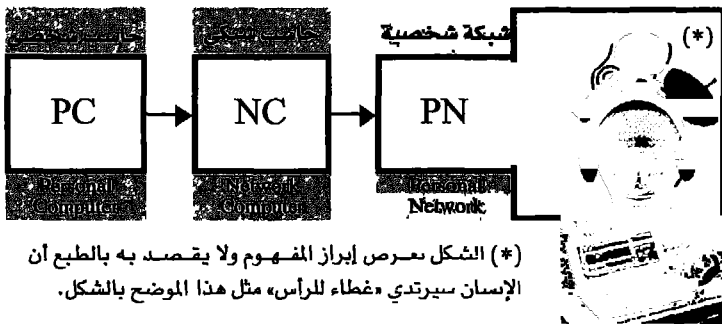 حاسب شخصي
حاسب شبكي
شبكة شخصية
(*)
PC
NC
PN
Personal
Computer
Network
Computer
Personal
Network
(*) الشكل بعرض إبراز المفهوم ولا يقصد به بالطبع أن
الإنسان سيرتدي «غطاء للرأس» مثل هذا الموضح بالشكل.